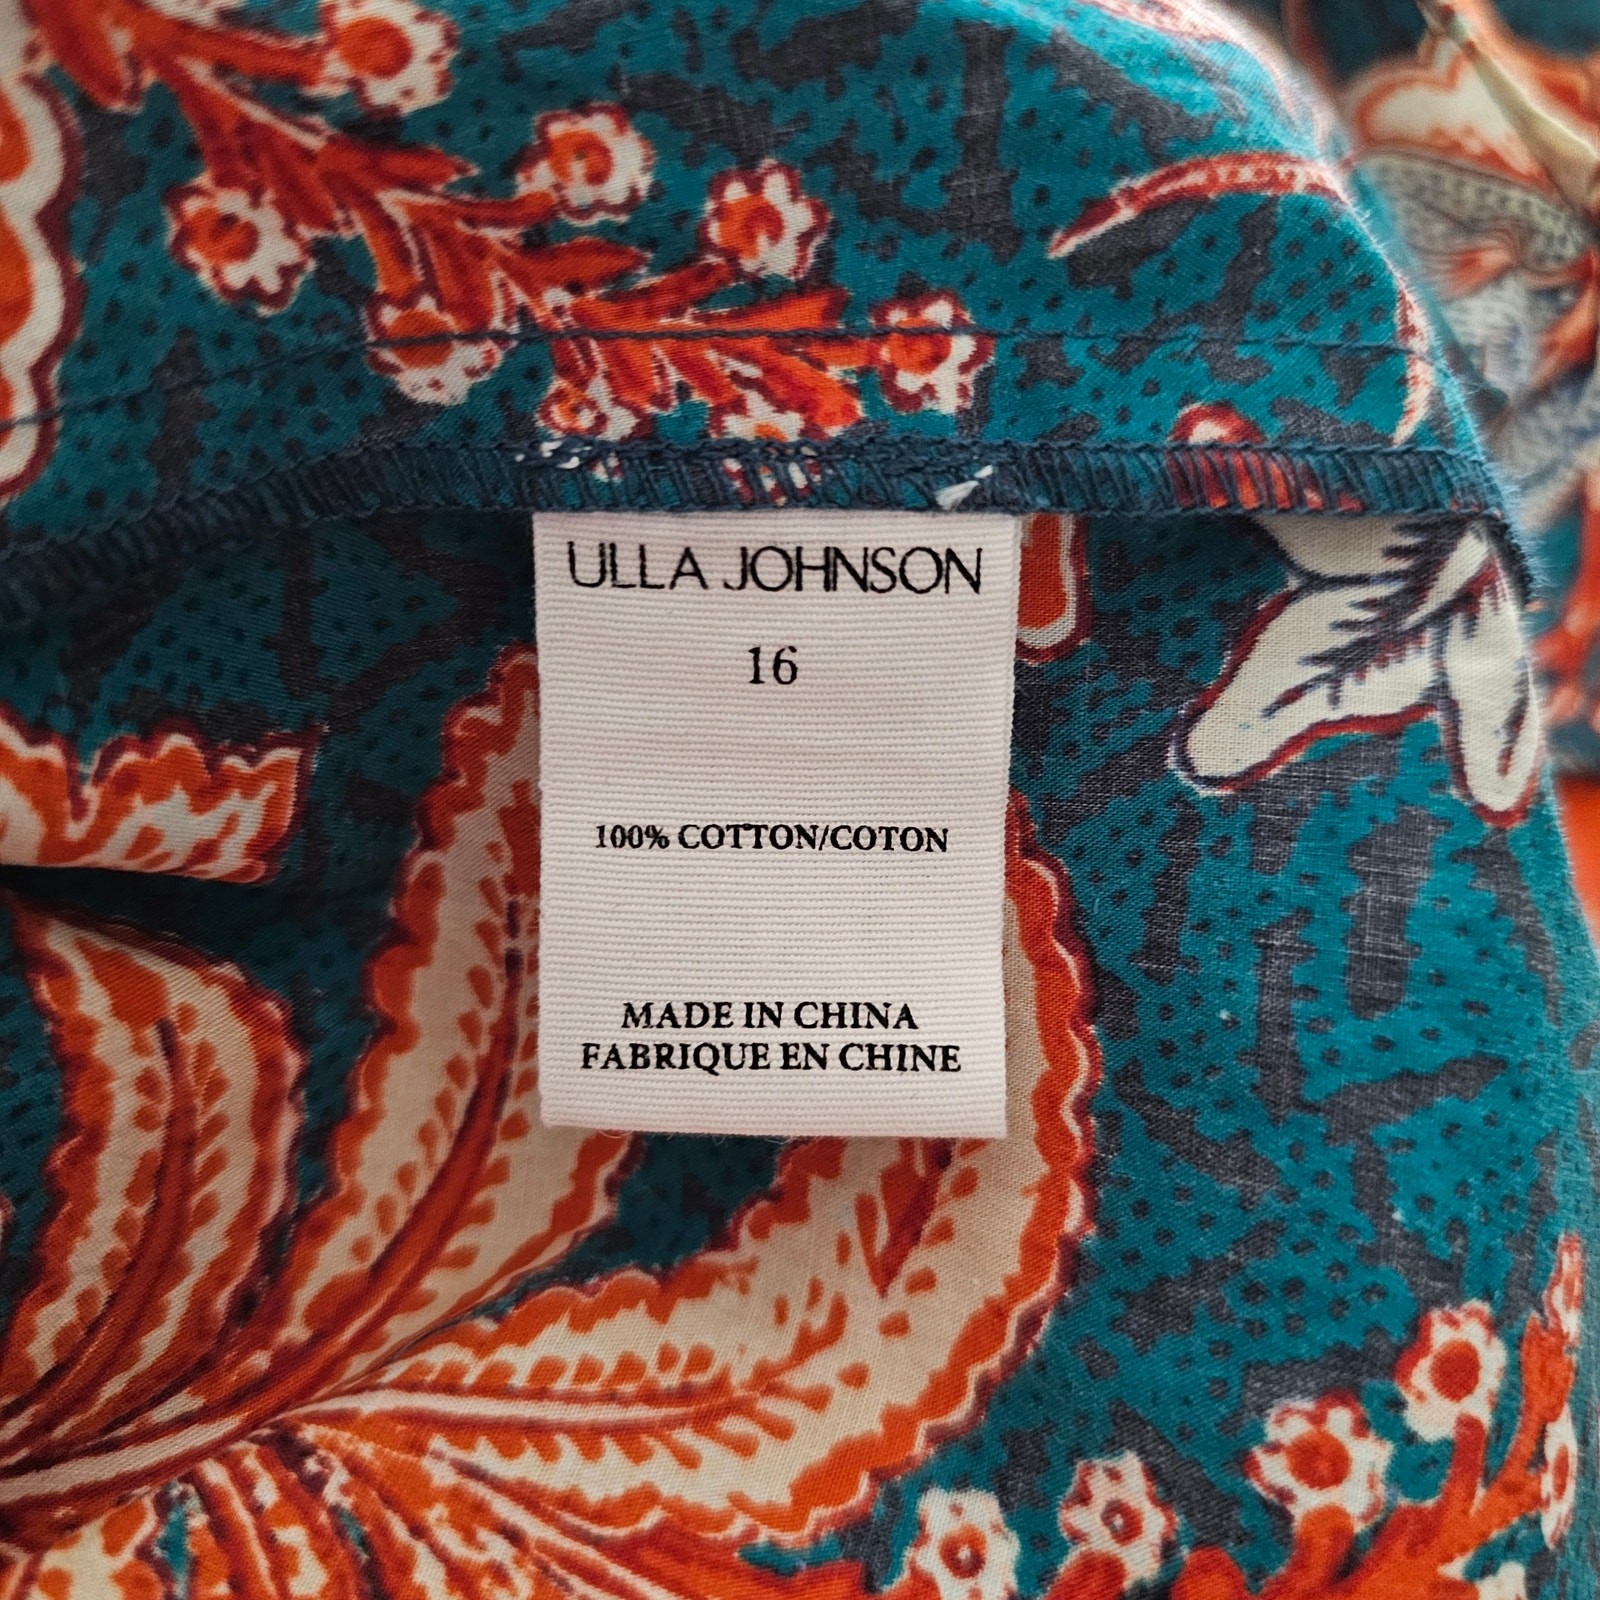 ULLA JOHNSON
16
100% COTTON/COTON
MADE IN CHINA
FABRIQUE EN CHINE